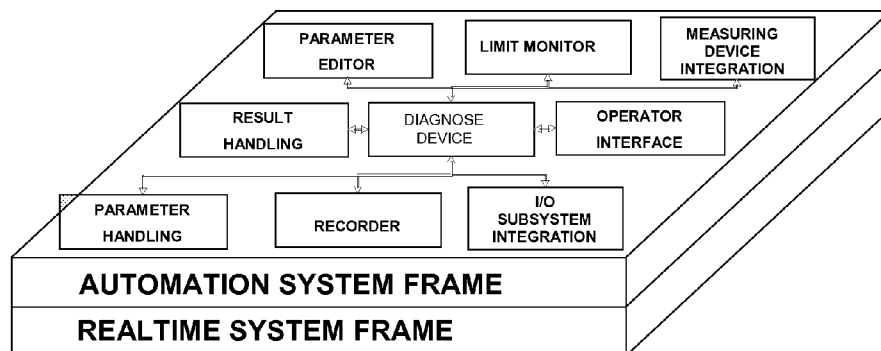 PARAMETER
EDITOR
LIMIT MONITOR
MEASURING
DEVICE
INTEGRATION
RESULT
HANDLING
DIAGNOSE
DEVICE
OPERATOR
INTERFACE
PARAMETER
HANDLING
RECORDER
I/O
SUBSYSTEM
INTEGRATION
AUTOMATION SYSTEM FRAME
REALTIME SYSTEM FRAME